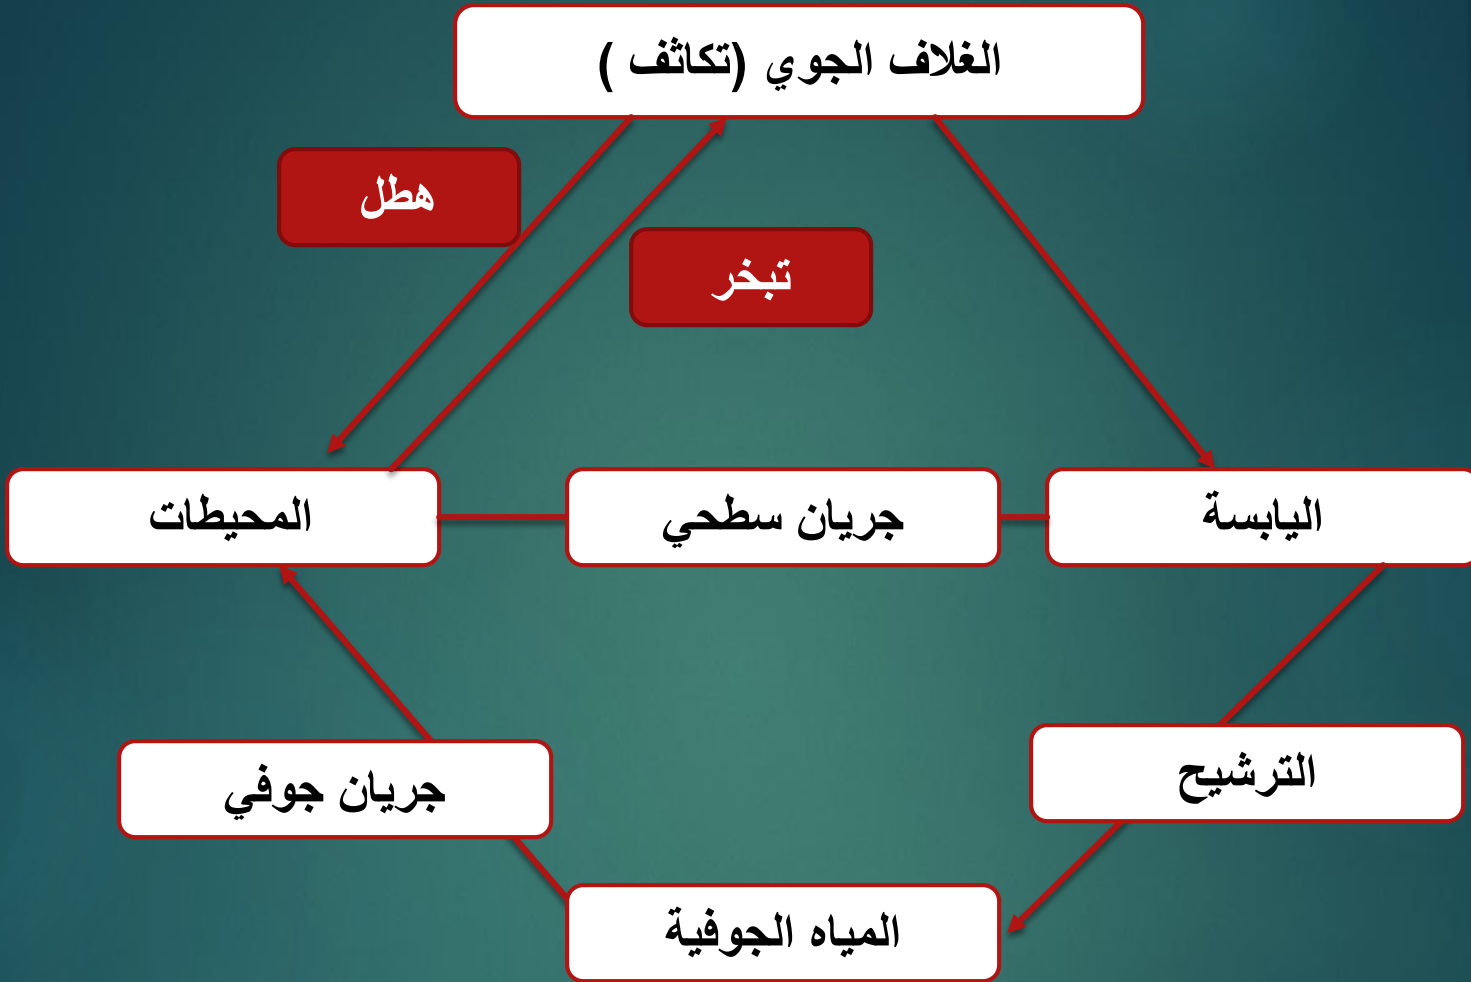 الغلاف الجوي (تكاثف )
هطل
تبخر
اليابسة
جريان سطحي
المحيطات
الترشيح
جريان جوفي
المياه الجوفية